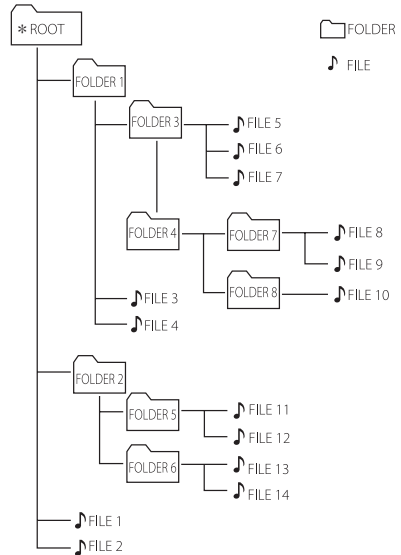 * ROOT
FOLDER
FILE
FOLDER 1
FOLDER 3
FILE 5
FILE 6
FILE 7
FOLDER 4
FOLDER 7
FILE 8
FILE 9
FOLDER 8
FILE 10
FILE 3
FILE 4
FOLDER 2
FOLDER 5
FILE 11
FILE 12
FOLDER 6
FILE 13
FILE 14
FILE 1
FILE 2